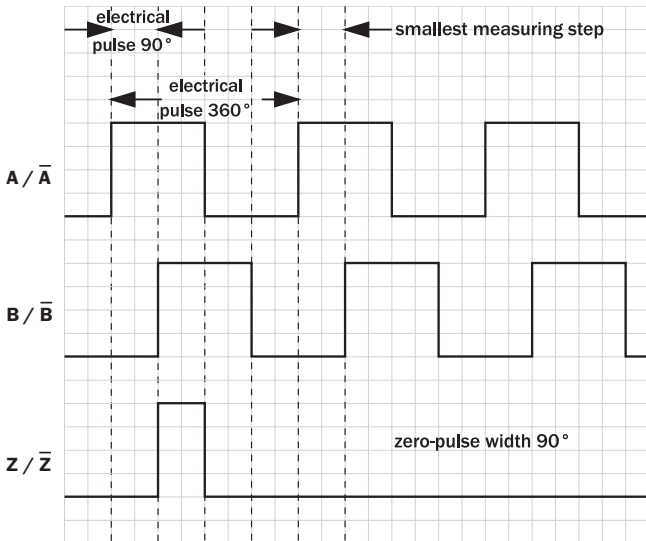 electrical
pulse 90°
smallest measuring step
electrical
pulse 360°
A / A̅
B / B̅
Z / Z̅
zero-pulse width 90°